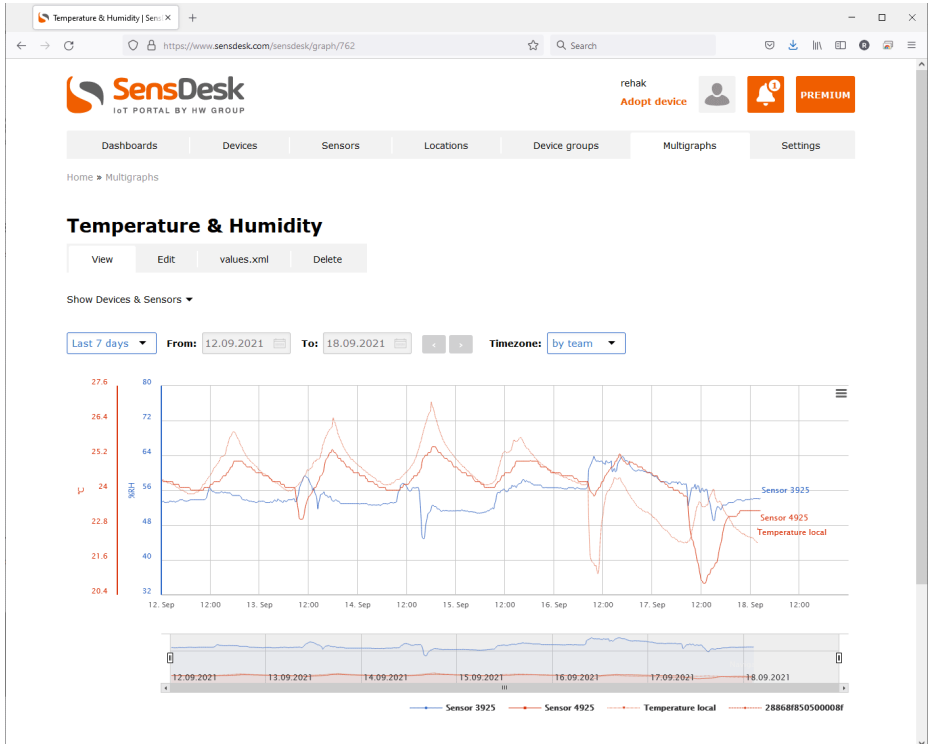 Temperature & Humidity | Sens
https://www.sensdesk.com/sensdesk/graph/762
Search
SensDesk
IoT PORTAL BY HW GROUP
rehak
Adopt device
1
PREMIUM
Dashboards Devices Sensors Locations Device groups Multigraphs Settings
Home » Multigraphs
Temperature & Humidity
View Edit values.xml Delete
Show Devices & Sensors
Last 7 days From: 12.09.2021 To: 18.09.2021 Timezone: by team
27.6 80
26.4 72
25.2 64
24 56
22.8 48
21.6 40
20.4 32
°C
%RH
Sensor 3925
Sensor 4925
Temperature local
12. Sep 12:00 13. Sep 12:00 14. Sep 12:00 15. Sep 12:00 16. Sep 12:00 17. Sep 12:00 18. Sep 12:00
12.09.2021 13.09.2021 14.09.2021 15.09.2021 16.09.2021 17.09.2021 18.09.2021
Sensor 3925 Sensor 4925 Temperature local 28868f850500008f